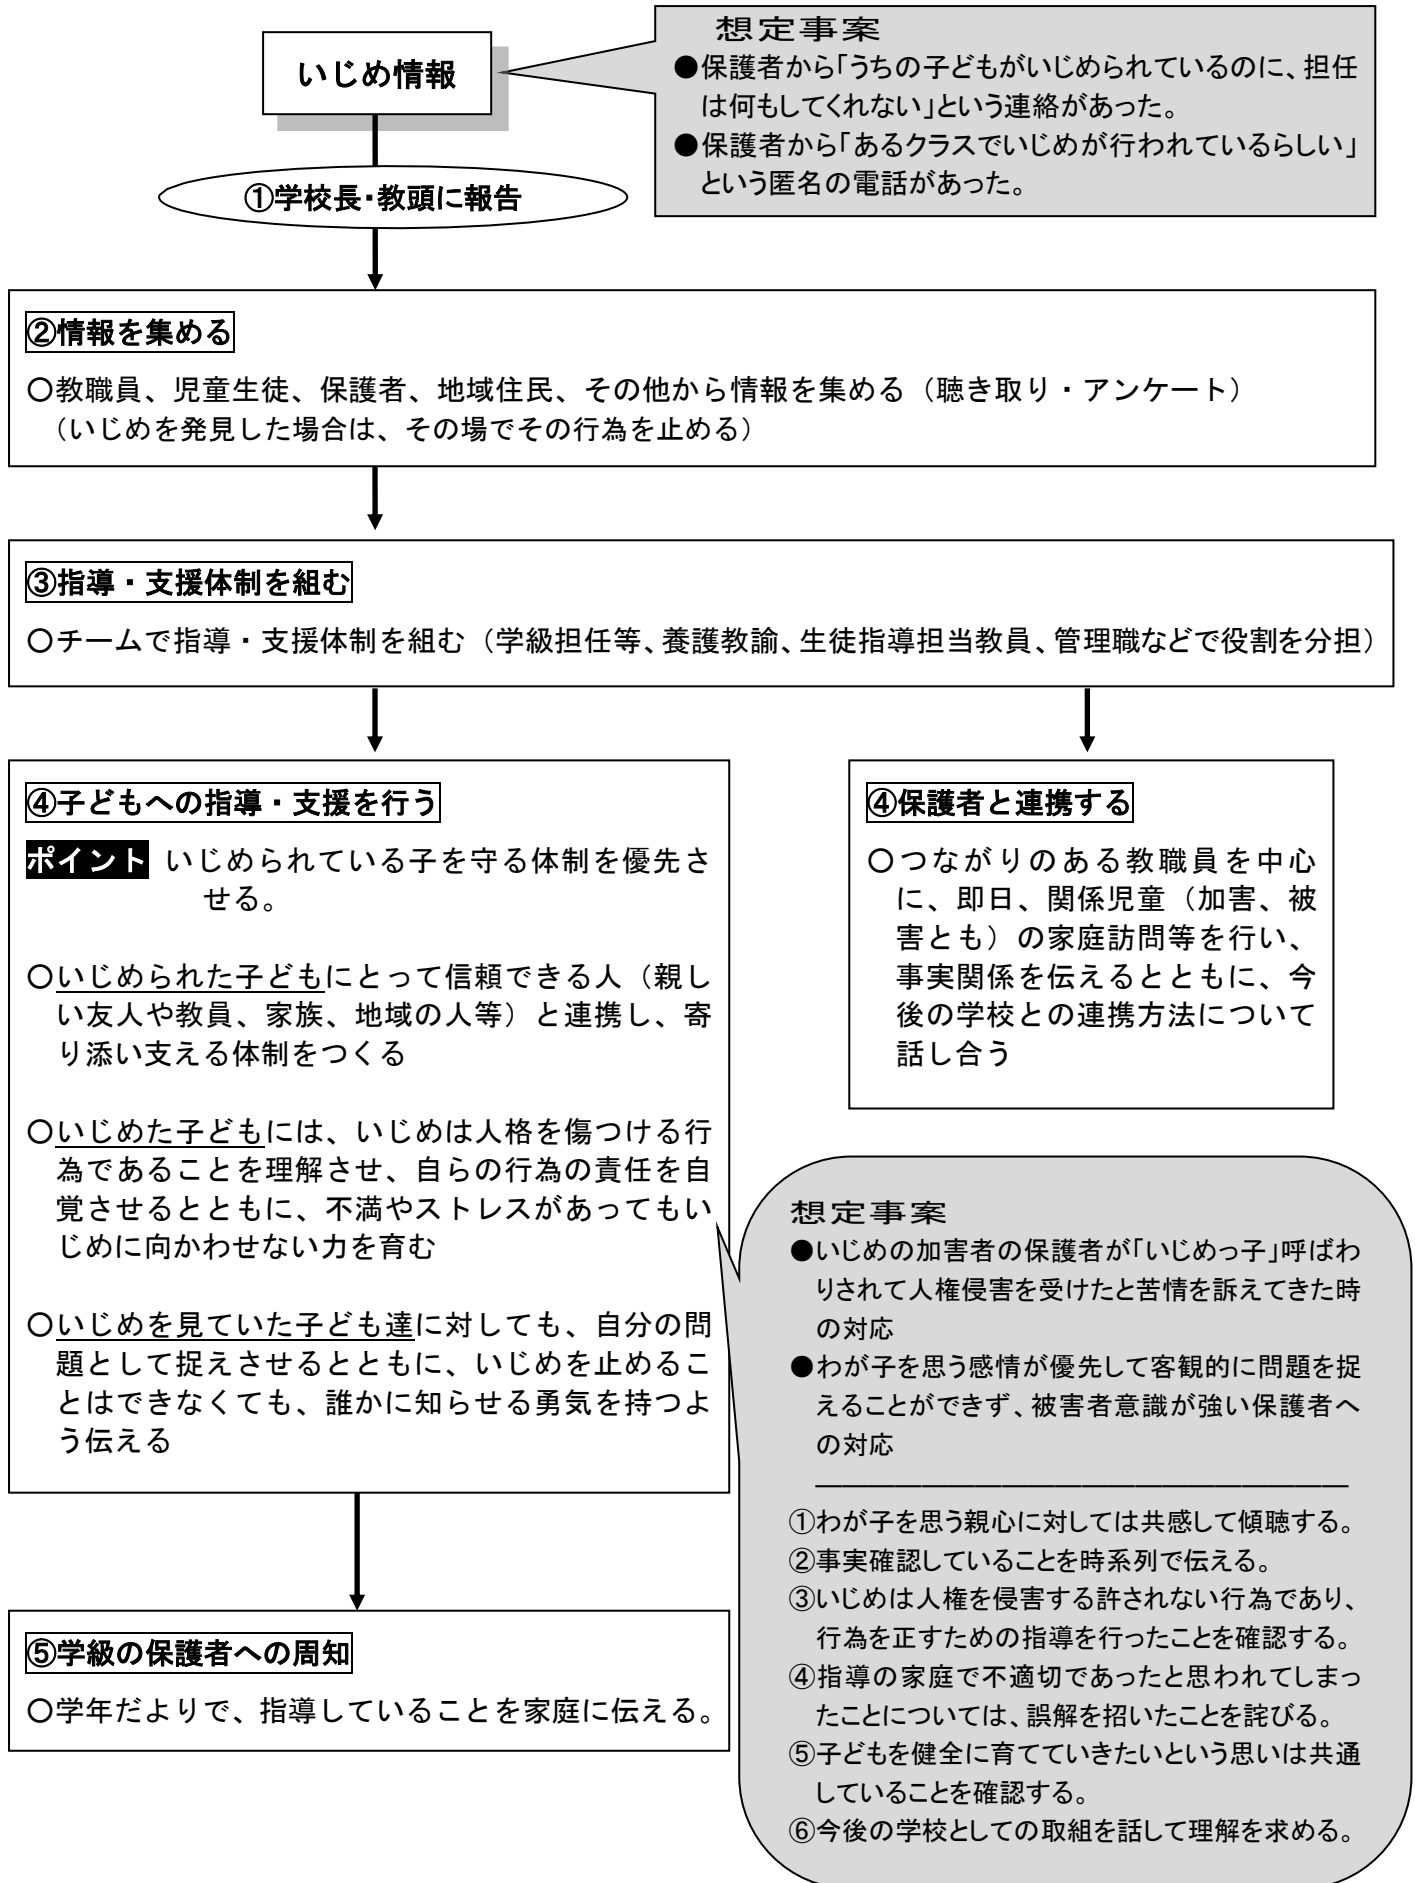 いじめ情報
想定事案
●保護者から「うちの子どもがいじめられているのに、担任
は何もしてくれない」という連絡があった。
●保護者から「あるクラスでいじめが行われているらしい」
という匿名の電話があった。
①学校長・教頭に報告
②情報を集める
○教職員、児童生徒、保護者、地域住民、その他から情報を集める（聴き取り・アンケート）
（いじめを発見した場合は、その場でその行為を止める）
③指導・支援体制を組む
○チームで指導・支援体制を組む（学級担任等、養護教諭、生徒指導担当教員、管理職などで役割を分担）
④子どもへの指導・支援を行う
ポイント いじめられている子を守る体制を優先さ
せる。
○いじめられた子どもにとって信頼できる人（親し
い友人や教員、家族、地域の人等）と連携し、寄
り添い支える体制をつくる
○いじめた子どもには、いじめは人格を傷つける行
為であることを理解させ、自らの行為の責任を自
覚させるとともに、不満やストレスがあってもい
じめに向かわせない力を育む
○いじめを見ていた子ども達に対しても、自分の問
題として捉えさせるとともに、いじめを止めるこ
とはできなくても、誰かに知らせる勇気を持つよ
う伝える
④保護者と連携する
○つながりのある教職員を中心
に、即日、関係児童（加害、被
害とも）の家庭訪問等を行い、
事実関係を伝えるとともに、今
後の学校との連携方法について
話し合う
想定事案
●いじめの加害者の保護者が「いじめっ子」呼ばわ
りされて人権侵害を受けたと苦情を訴えてきた時
の対応
●わが子を思う感情が優先して客観的に問題を捉
えることができず、被害者意識が強い保護者へ
の対応
①わが子を思う親心に対しては共感して傾聴する。
②事実確認していることを時系列で伝える。
③いじめは人権を侵害する許されない行為であり、
行為を正すための指導を行ったことを確認する。
④指導の家庭で不適切であったと思われてしまっ
たことについては、誤解を招いたことを詫びる。
⑤子どもを健全に育てていきたいという思いは共通
していることを確認する。
⑥今後の学校としての取組を話して理解を求める。
⑤学級の保護者への周知
○学年だよりで、指導していることを家庭に伝える。